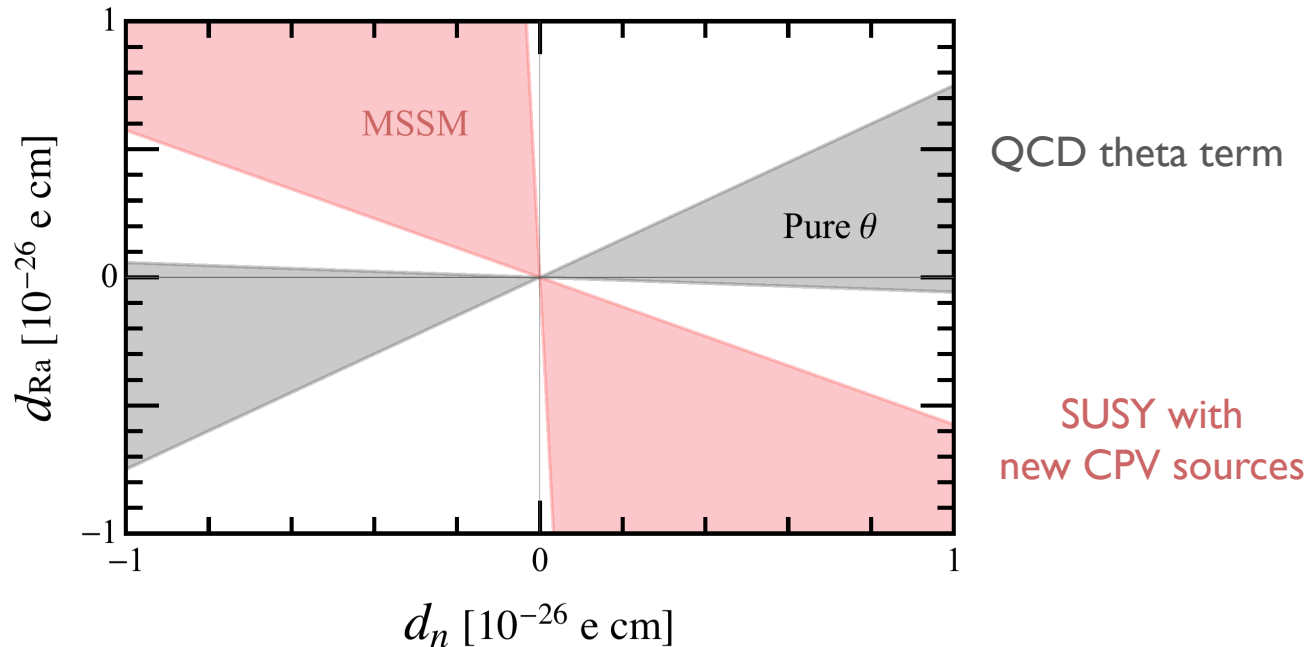 1
MSSM
QCD theta term
Pure θ
d_Ra [10⁻²⁶ e cm]
0
SUSY with
new CPV sources
−1
−1 0 1
d_n [10⁻²⁶ e cm]